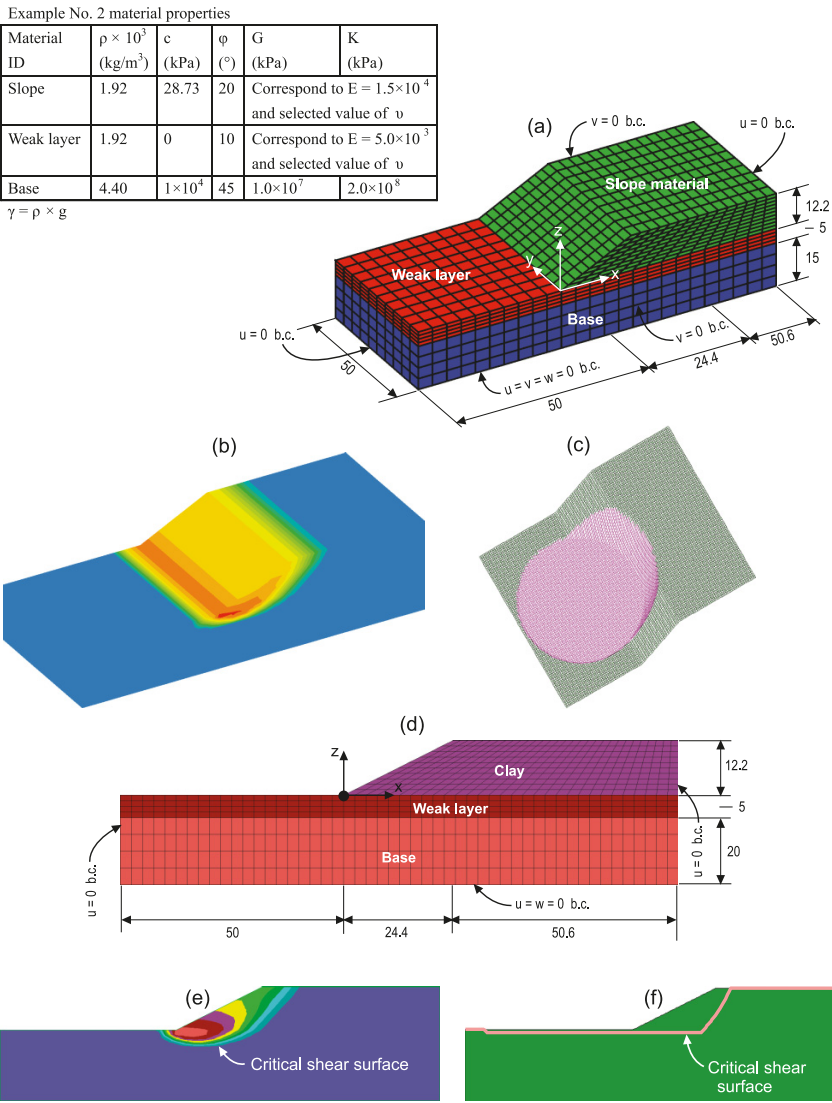 Example No. 2 material properties
Material ID | ρ × 10³ (kg/m³) | c (kPa) | φ (°) | G (kPa) | K (kPa)
Slope | 1.92 | 28.73 | 20 | Correspond to E = 1.5×10⁴ and selected value of υ
Weak layer | 1.92 | 0 | 10 | Correspond to E = 5.0×10³ and selected value of υ
Base | 4.40 | 1×10⁴ | 45 | 1.0×10⁷ | 2.0×10⁸
γ = ρ × g
(a)
v = 0 b.c.
u = 0 b.c.
Slope material
12.2
5
15
z
y
x
Weak layer
Base
u = 0 b.c.
v = 0 b.c.
50
u = v = w = 0 b.c.
50
24.4
50.6
(b)
(c)
(d)
z
x
Clay
Weak layer
Base
12.2
5
20
u = 0 b.c.
u = 0 b.c.
u = w = 0 b.c.
50
24.4
50.6
(e)
Critical shear surface
(f)
Critical shear
surface